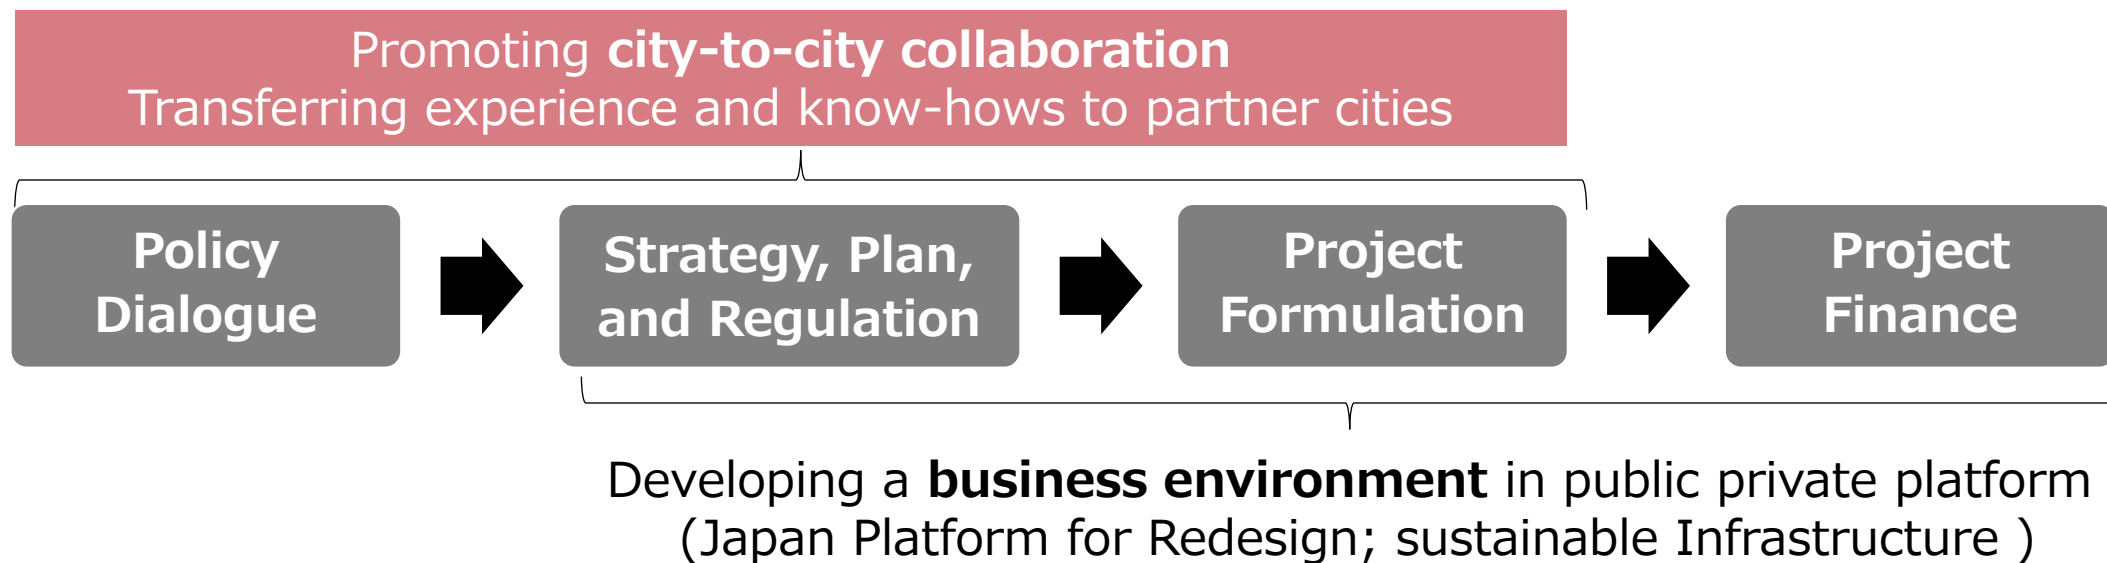 Promoting city-to-city collaboration
Transferring experience and know-hows to partner cities
Policy
Dialogue
Strategy, Plan,
and Regulation
Project
Formulation
Project
Finance
Developing a business environment in public private platform
(Japan Platform for Redesign; sustainable Infrastructure )